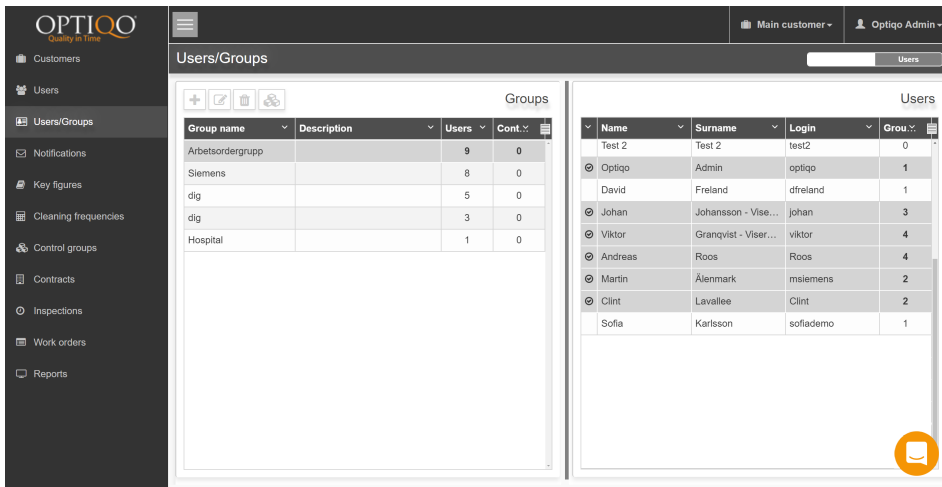 OPTIQO
Quality in Time
Main customer
Optiqo Admin
Customers
Users
Users/Groups
Notifications
Key figures
Cleaning frequencies
Control groups
Contracts
Inspections
Work orders
Reports
Users/Groups
Users
Groups
Group name Description Users Cont...
Arbetsordergrupp 9 0
Siemens 8 0
dig 5 0
dig 3 0
Hospital 1 0
Users
Name Surname Login Grou...
Test 2 Test 2 test2 0
Optiqo Admin optiqo 1
David Freland dfreland 1
Johan Johansson - Vise... johan 3
Viktor Granqvist - Viser... viktor 4
Andreas Roos Roos 4
Martin Älenmark msiemens 2
Clint Lavallee Clint 2
Sofia Karlsson sofiademo 1